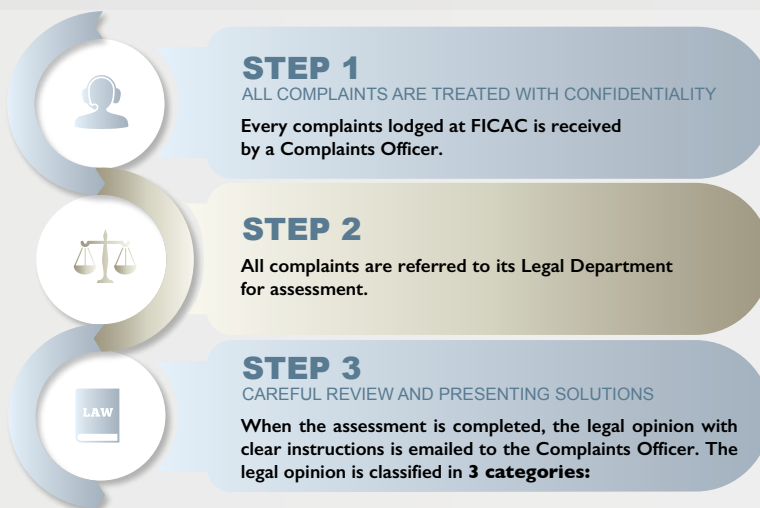 STEP 1
ALL COMPLAINTS ARE TREATED WITH CONFIDENTIALITY
Every complaints lodged at FICAC is received
by a Complaints Officer.
STEP 2
All complaints are referred to its Legal Department
for assessment.
LAW
STEP 3
CAREFUL REVIEW AND PRESENTING SOLUTIONS
When the assessment is completed, the legal opinion with
clear instructions is emailed to the Complaints Officer. The
legal opinion is classified in 3 categories: